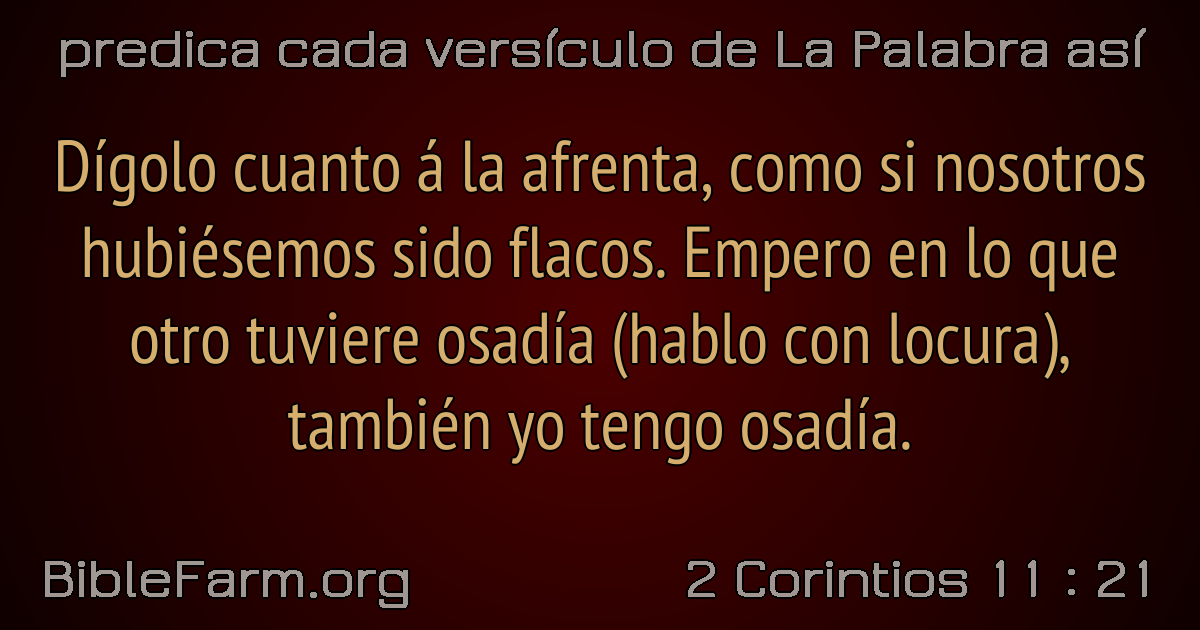 predica cada versículo de La Palabra así
Dígolo cuanto á la afrenta, como si nosotros
hubiésemos sido flacos. Empero en lo que
otro tuviere osadía (hablo con locura),
también yo tengo osadía.
BibleFarm.org
2 Corintios 11 : 21